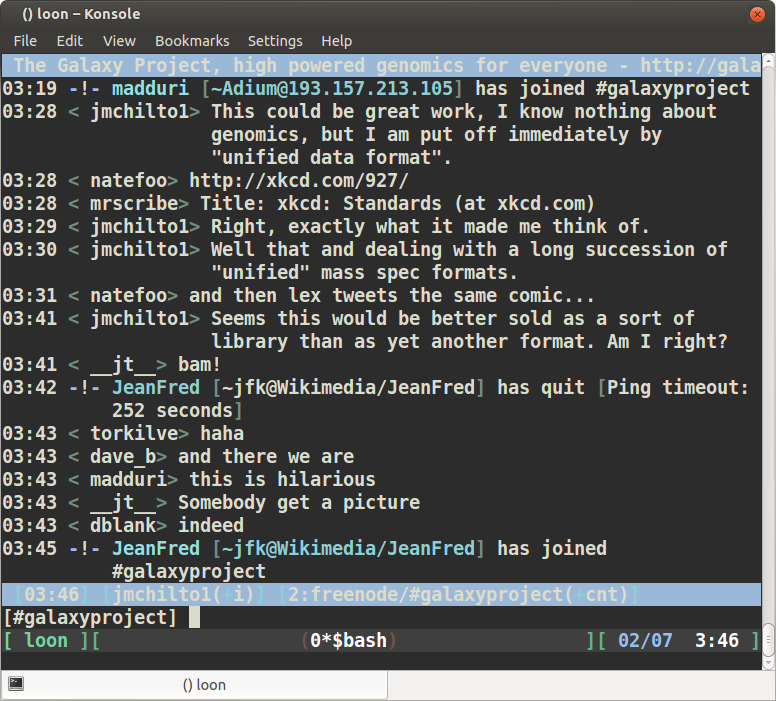 () loon – Konsole
File Edit View Bookmarks Settings Help
The Galaxy Project, high powered genomics for everyone - http://gala
03:19 -!- madduri [~Adium@193.157.213.105] has joined #galaxyproject
03:28 < jmchilto1> This could be great work, I know nothing about
genomics, but I am put off immediately by
"unified data format".
03:28 < natefoo> http://xkcd.com/927/
03:28 < mrscribe> Title: xkcd: Standards (at xkcd.com)
03:29 < jmchilto1> Right, exactly what it made me think of.
03:30 < jmchilto1> Well that and dealing with a long succession of
"unified" mass spec formats.
03:31 < natefoo> and then lex tweets the same comic...
03:41 < jmchilto1> Seems this would be better sold as a sort of
library than as yet another format. Am I right?
03:41 < __jt__> bam!
03:42 -!- JeanFred [~jfk@Wikimedia/JeanFred] has quit [Ping timeout:
252 seconds]
03:43 < torkilve> haha
03:43 < dave_b> and there we are
03:43 < madduri> this is hilarious
03:43 < __jt__> Somebody get a picture
03:43 < dblank> indeed
03:45 -!- JeanFred [~jfk@Wikimedia/JeanFred] has joined
#galaxyproject
[03:46] [jmchilto1(+i)] [2:freenode/#galaxyproject(+cnt)]
[#galaxyproject]
[ loon ][ (0*$bash) ][ 02/07 3:46 ]
() loon